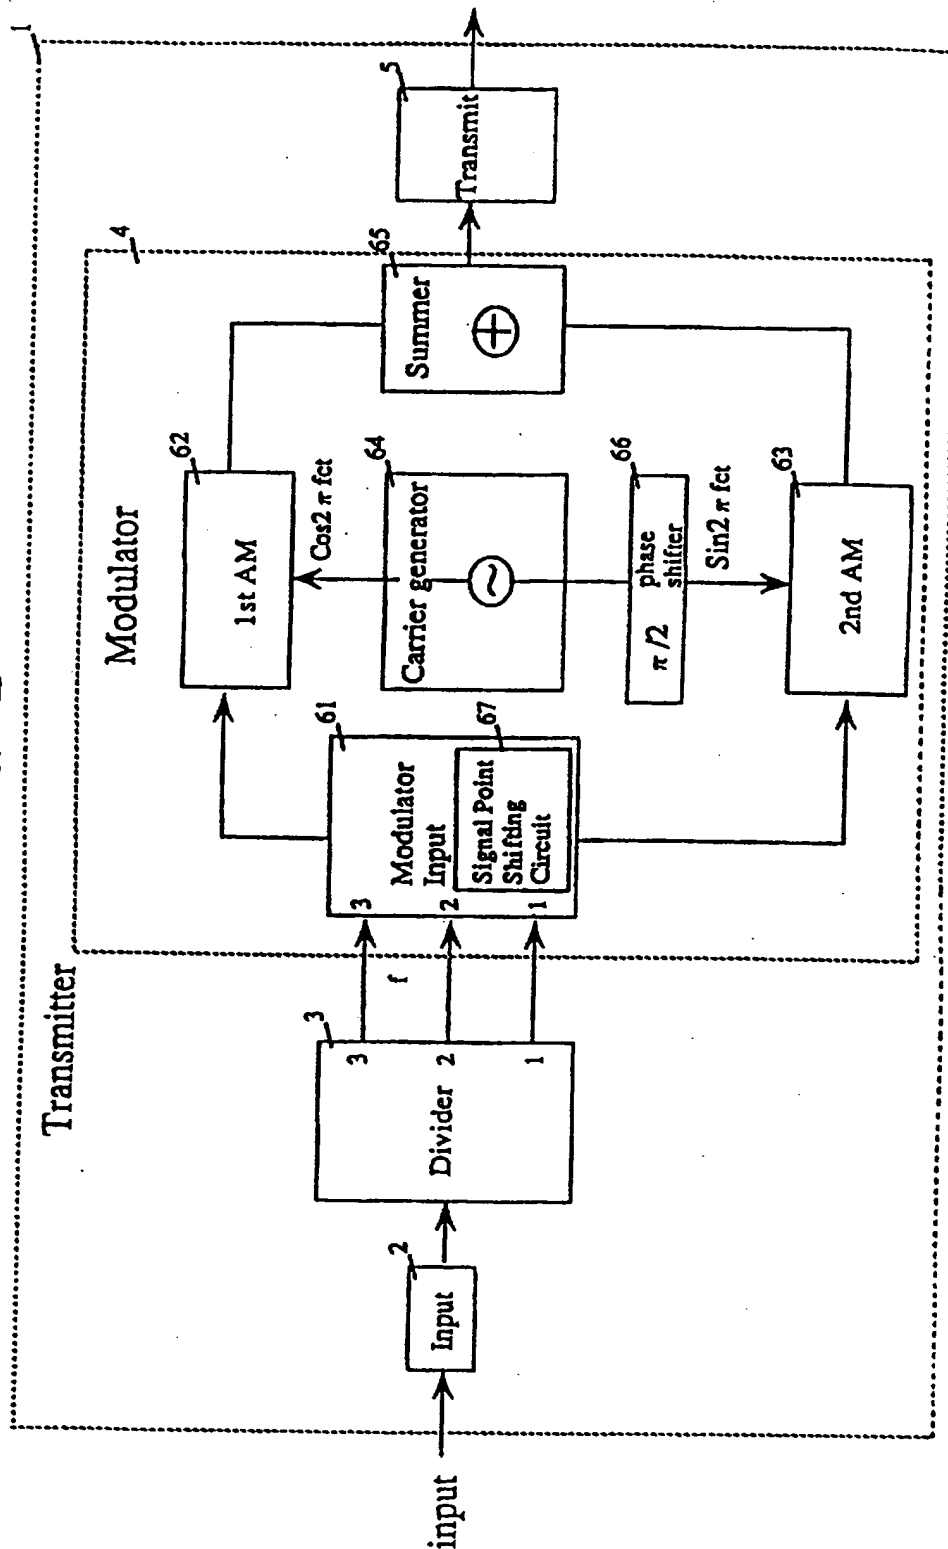 1
Transmitter
4
Modulator
input
2
Input
3
Divider
3
2
1
f
3
2
1
61
Modulator
Input
67
Signal Point
Shifting
Circuit
62
1st AM
Cos2 π fct
64
Carrier generator
~
66
π/2
phase
shifter
Sin2 π fct
63
2nd AM
65
Summer
+
5
Transmit